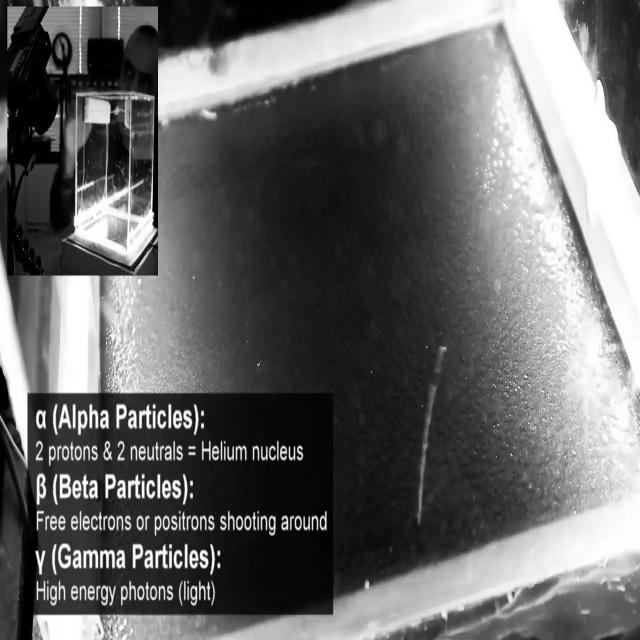 α (Alpha Particles):
2 protons & 2 neutrals = Helium nucleus
β (Beta Particles):
Free electrons or positrons shooting around
γ (Gamma Particles):
High energy photons (light)